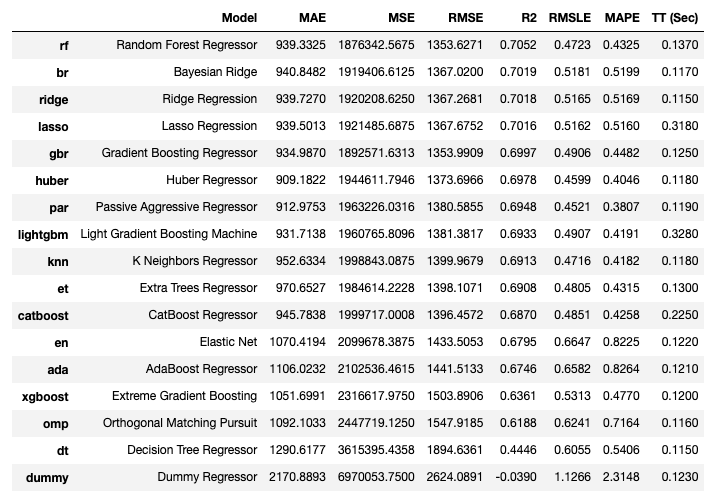 Model MAE MSE RMSE R2 RMSLE MAPE TT (Sec)
rf Random Forest Regressor 939.3325 1876342.5675 1353.6271 0.7052 0.4723 0.4325 0.1370
br Bayesian Ridge 940.8482 1919406.6125 1367.0200 0.7019 0.5181 0.5199 0.1170
ridge Ridge Regression 939.7270 1920208.6250 1367.2681 0.7018 0.5165 0.5169 0.1150
lasso Lasso Regression 939.5013 1921485.6875 1367.6752 0.7016 0.5162 0.5160 0.3180
gbr Gradient Boosting Regressor 934.9870 1892571.6313 1353.9909 0.6997 0.4906 0.4482 0.1250
huber Huber Regressor 909.1822 1944611.7946 1373.6966 0.6978 0.4599 0.4046 0.1180
par Passive Aggressive Regressor 912.9753 1963226.0316 1380.5855 0.6948 0.4521 0.3807 0.1190
lightgbm Light Gradient Boosting Machine 931.7138 1960765.8096 1381.3817 0.6933 0.4907 0.4191 0.3280
knn K Neighbors Regressor 952.6334 1998843.0875 1399.9679 0.6913 0.4716 0.4182 0.1180
et Extra Trees Regressor 970.6527 1984614.2228 1398.1071 0.6908 0.4805 0.4315 0.1300
catboost CatBoost Regressor 945.7838 1999717.0008 1396.4572 0.6870 0.4851 0.4258 0.2250
en Elastic Net 1070.4194 2099678.3875 1433.5053 0.6795 0.6647 0.8225 0.1220
ada AdaBoost Regressor 1106.0232 2102536.4615 1441.5133 0.6746 0.6582 0.8264 0.1210
xgboost Extreme Gradient Boosting 1051.6991 2316617.9750 1503.8906 0.6361 0.5313 0.4770 0.1200
omp Orthogonal Matching Pursuit 1092.1033 2447719.1250 1547.9185 0.6188 0.6241 0.7164 0.1160
dt Decision Tree Regressor 1290.6177 3615395.4358 1894.6361 0.4446 0.6055 0.5406 0.1150
dummy Dummy Regressor 2170.8893 6970053.7500 2624.0891 -0.0390 1.1266 2.3148 0.1230